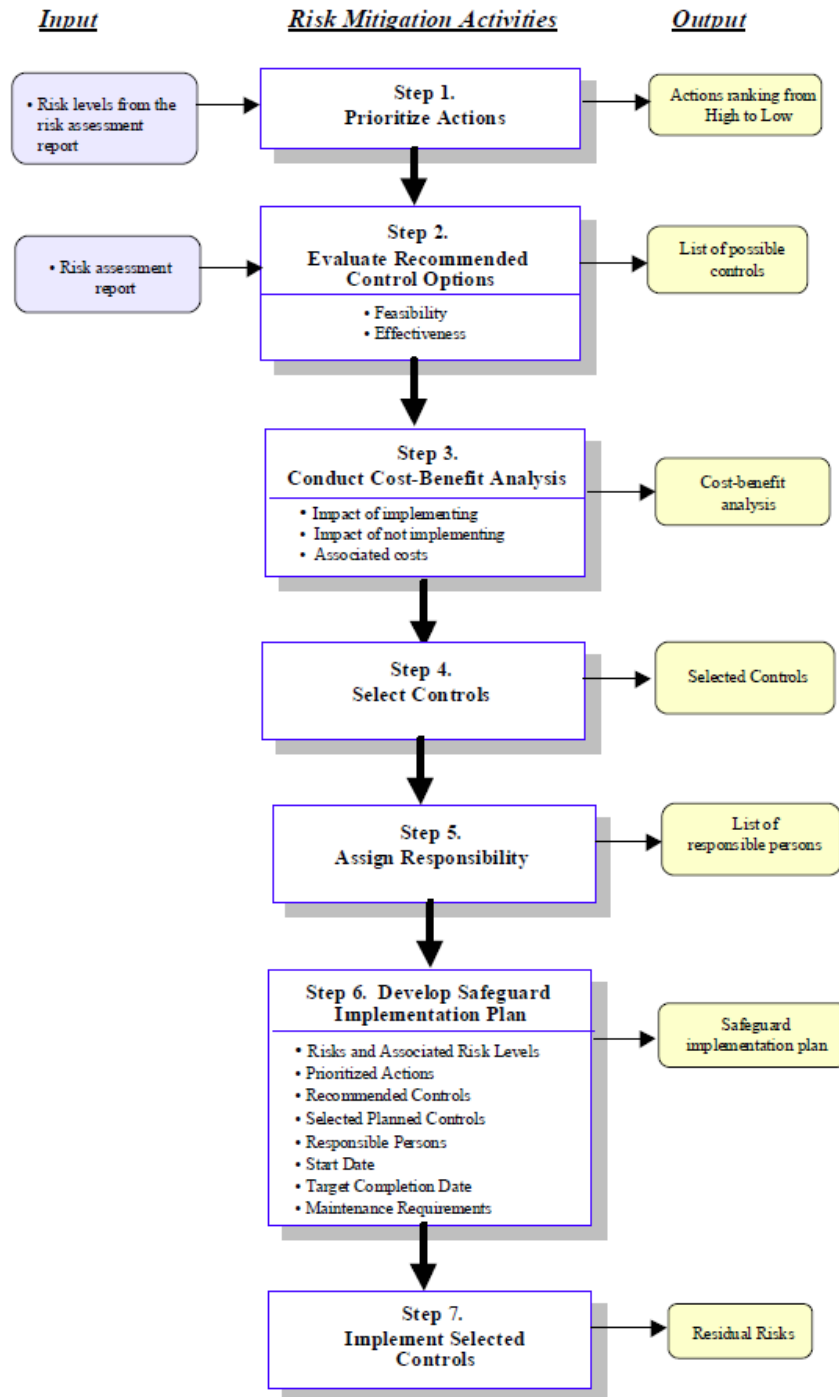 Input Risk Mitigation Activities Output
• Risk levels from the
risk assessment
report
Step 1.
Prioritize Actions
Actions ranking from
High to Low
• Risk assessment
report
Step 2.
Evaluate Recommended
Control Options
• Feasibility
• Effectiveness
List of possible
controls
Step 3.
Conduct Cost-Benefit Analysis
• Impact of implementing
• Impact of not implementing
• Associated costs
Cost-benefit
analysis
Step 4.
Select Controls
Selected Controls
Step 5.
Assign Responsibility
List of
responsible persons
Step 6. Develop Safeguard
Implementation Plan
• Risks and Associated Risk Levels
• Prioritized Actions
• Recommended Controls
• Selected Planned Controls
• Responsible Persons
• Start Date
• Target Completion Date
• Maintenance Requirements
Safeguard
implementation plan
Step 7.
Implement Selected
Controls
Residual Risks